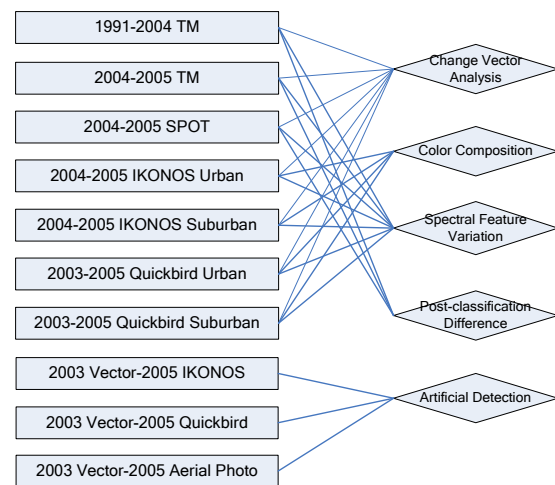 1991-2004 TM
2004-2005 TM
2004-2005 SPOT
2004-2005 IKONOS Urban
2004-2005 IKONOS Suburban
2003-2005 Quickbird Urban
2003-2005 Quickbird Suburban
2003 Vector-2005 IKONOS
2003 Vector-2005 Quickbird
2003 Vector-2005 Aerial Photo
Change Vector
Analysis
Color Composition
Spectral Feature
Variation
Post-classification
Difference
Artificial Detection